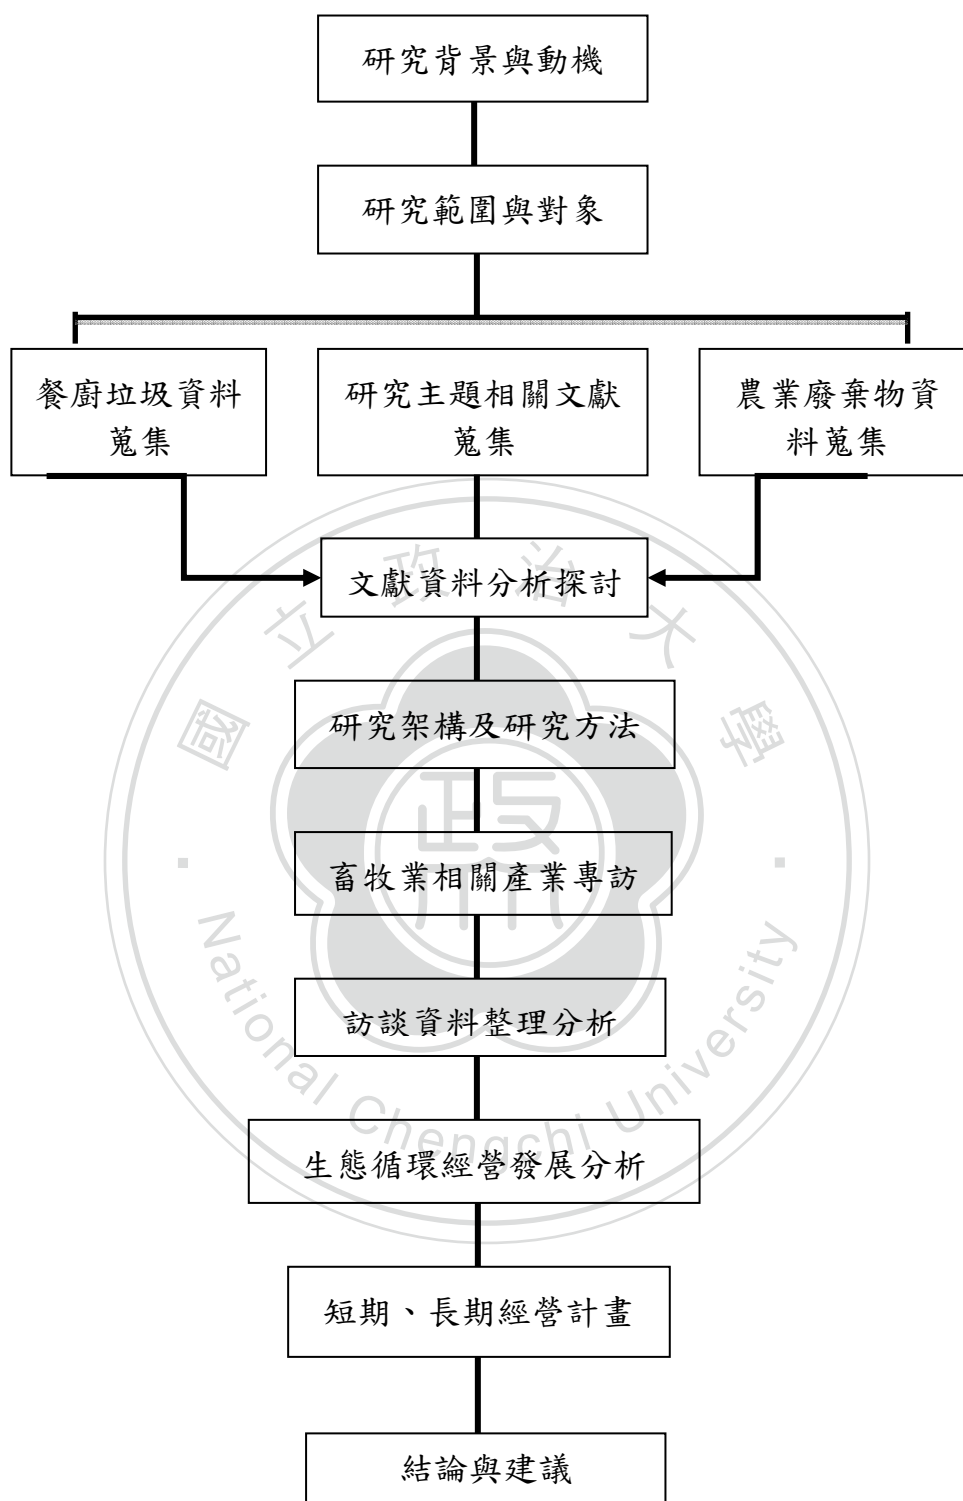 研究背景與動機
研究範圍與對象
餐廚垃圾資料
蒐集
研究主題相關文獻
蒐集
農業廢棄物資
料蒐集
文獻資料分析探討
研究架構及研究方法
畜牧業相關產業專訪
訪談資料整理分析
生態循環經營發展分析
短期、長期經營計畫
結論與建議
國立政治大學
政
National Chengchi University